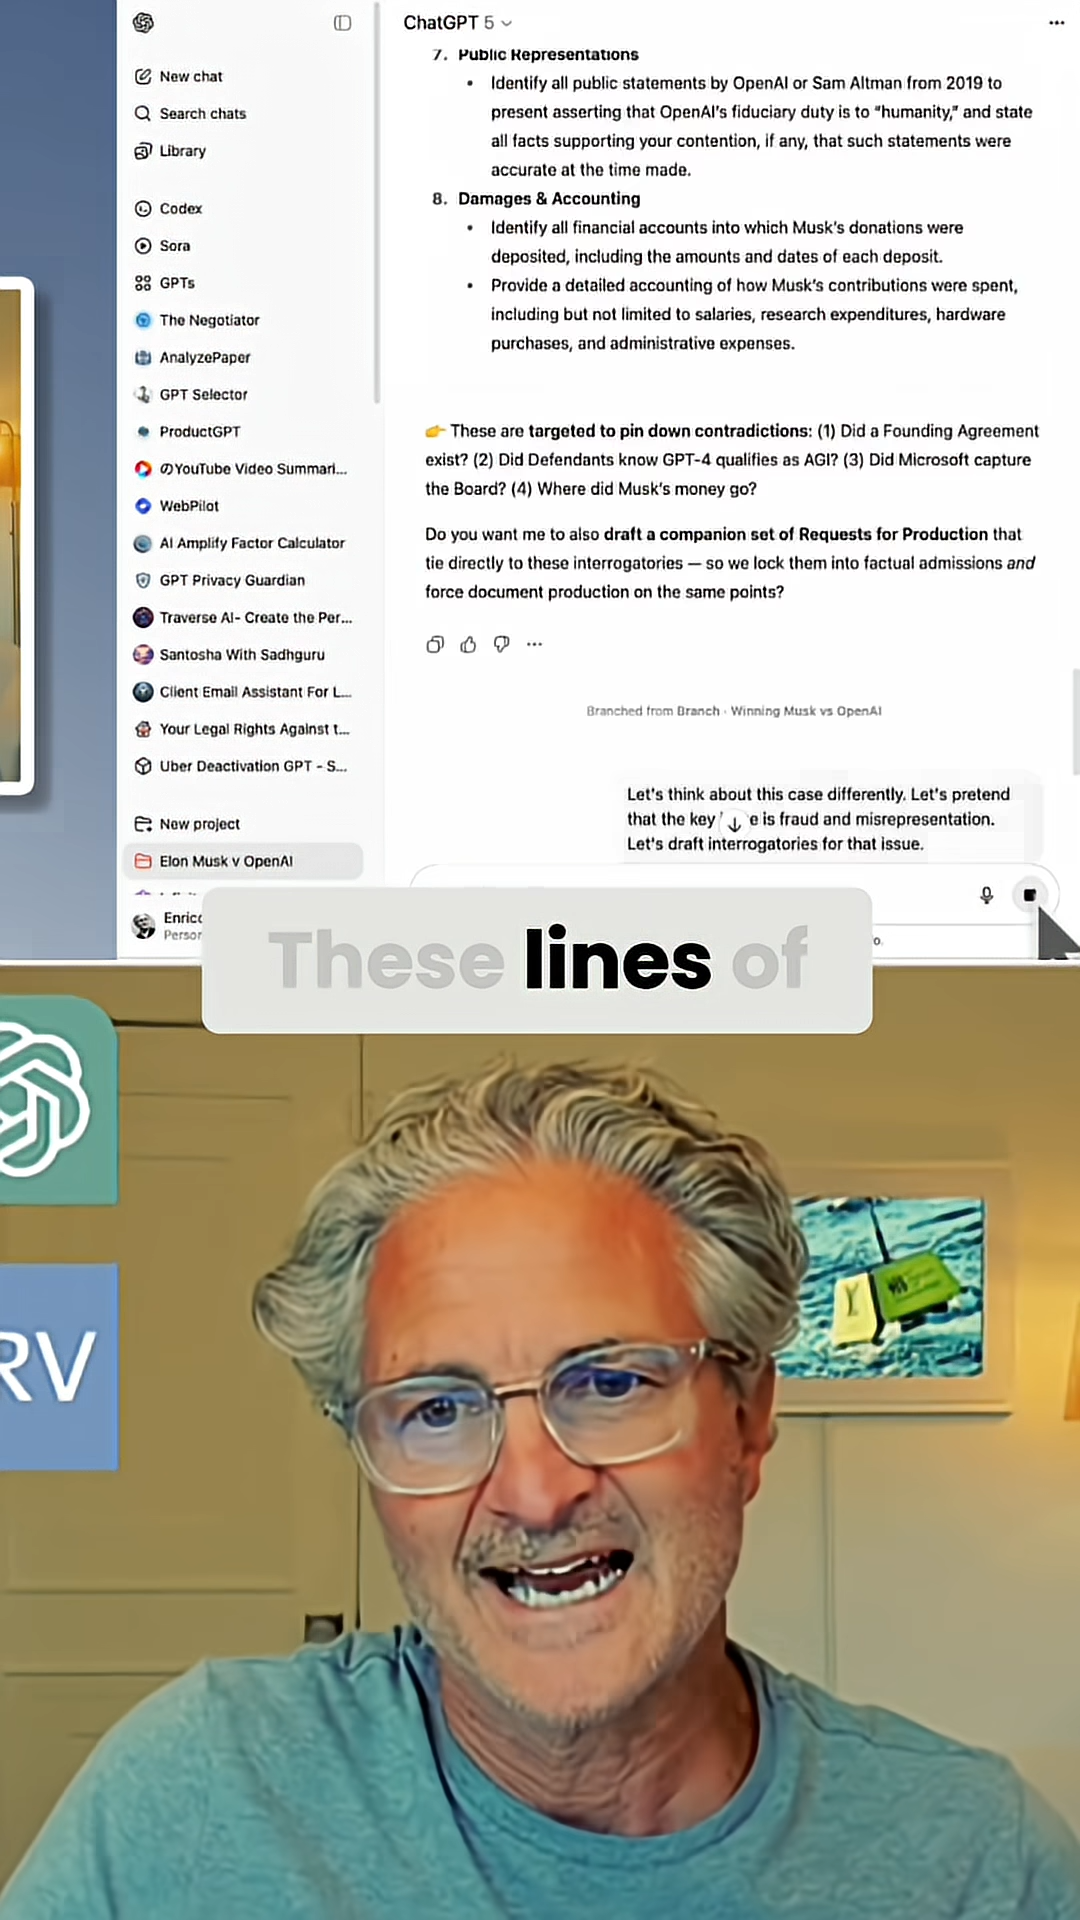 ChatGPT 5
New chat
Search chats
Library
Codex
Sora
GPTs
The Negotiator
AnalyzePaper
GPT Selector
ProductGPT
のYouTube Video Summari...
WebPilot
AI Amplify Factor Calculator
GPT Privacy Guardian
Traverse AI- Create the Per...
Santosha With Sadhguru
Client Email Assistant For L...
Your Legal Rights Against t...
Uber Deactivation GPT - S...
New project
Elon Musk v OpenAI
7. Public Representations
• Identify all public statements by OpenAI or Sam Altman from 2019 to
present asserting that OpenAI's fiduciary duty is to "humanity," and state
all facts supporting your contention, if any, that such statements were
accurate at the time made.
8. Damages & Accounting
• Identify all financial accounts into which Musk's donations were
deposited, including the amounts and dates of each deposit.
• Provide a detailed accounting of how Musk's contributions were spent,
including but not limited to salaries, research expenditures, hardware
purchases, and administrative expenses.
👉 These are targeted to pin down contradictions: (1) Did a Founding Agreement
exist? (2) Did Defendants know GPT-4 qualifies as AGI? (3) Did Microsoft capture
the Board? (4) Where did Musk's money go?
Do you want me to also draft a companion set of Requests for Production that
tie directly to these interrogatories — so we lock them into factual admissions and
force document production on the same points?
Branched from Branch · Winning Musk vs OpenAI
Let's think about this case differently. Let's pretend
that the key is fraud and misrepresentation.
Let's draft interrogatories for that issue.
Enric
Person
o.
These lines of
RV